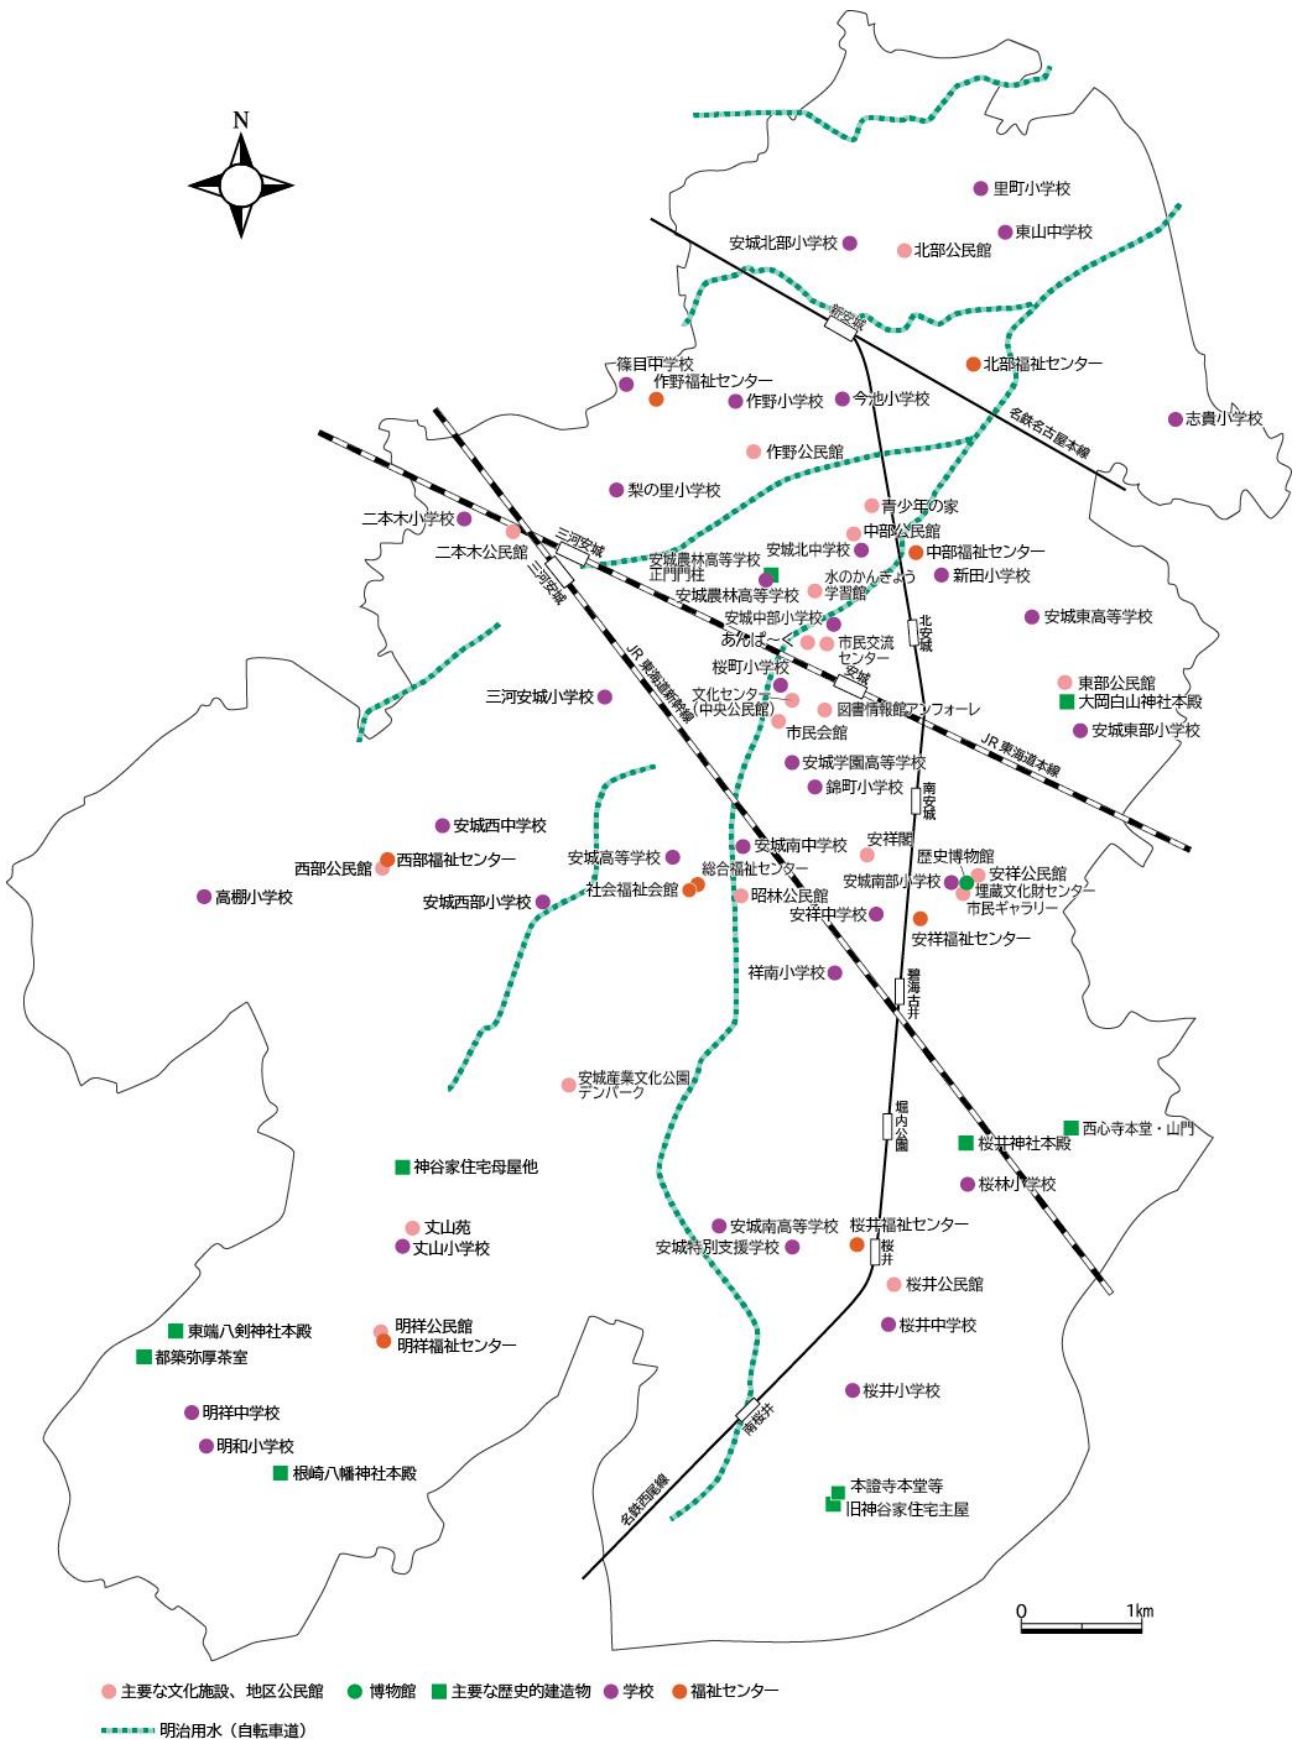 N
里町小学校
東山中学校
安城北部小学校
北部公民館
新安城
北部福祉センター
篠目中学校
作野福祉センター
作野小学校
今池小学校
志貴小学校
名鉄名古屋本線
作野公民館
梨の里小学校
青少年の家
二本木小学校
中部公民館
二本木公民館
三河安城
三河安城
安城北中学校
中部福祉センター
安城農林高等学校
正門門柱
水のかんきょう
学習館
新田小学校
安城農林高等学校
安城中部小学校
安城東高等学校
北安城
あんぱ~く
市民交流
センター
安城
JR 東海道新幹線
桜町小学校
東部公民館
三河安城小学校
文化センター
(中央公民館)
大岡白山神社本殿
図書情報館アンフォーレ
市民会館
安城東部小学校
JR 東海道本線
安城学園高等学校
錦町小学校
南安城
安城西中学校
安城南中学校
安祥閣
西部福祉センター
西部公民館
安城高等学校
総合福祉センター
歴史博物館
安祥公民館
高棚小学校
社会福祉会館
昭林公民館
安城南部小学校
埋蔵文化財センター
市民ギャラリー
安城西部小学校
安祥中学校
安祥福祉センター
祥南小学校
碧海古井
安城産業文化公園
デンパーク
堀内公園
西心寺本堂・山門
桜井神社本殿
神谷家住宅母屋他
桜林小学校
丈山苑
丈山小学校
安城南高等学校
桜井福祉センター
安城特別支援学校
桜井
桜井公民館
東端八剣神社本殿
明祥公民館
明祥福祉センター
桜井中学校
都築弥厚茶室
桜井小学校
明祥中学校
南桜井
明和小学校
根崎八幡神社本殿
名鉄西尾線
本證寺本堂等
旧神谷家住宅主屋
0 1km
主要な文化施設、地区公民館 博物館 主要な歴史的建造物 学校 福祉センター
明治用水(自転車道)